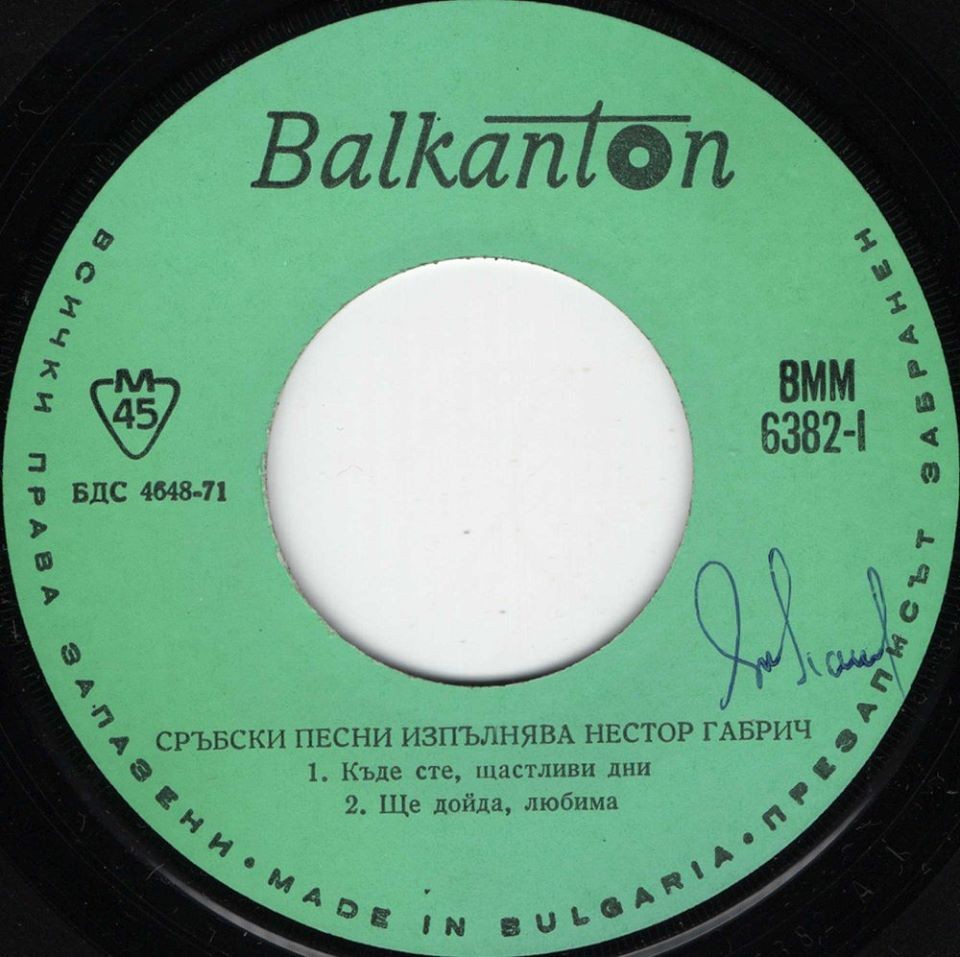 Balkanton
ВСИЧКИ ПРАВА ЗАПАЗЕНИ • MADE IN BULGARIA • ПРЕЗАПИСЪТ ЗАБРАНЕН
М
45
БДС 4648-71
ВММ
6382-I
СРЪБСКИ ПЕСНИ ИЗПЪЛНЯВА НЕСТОР ГАБРИЧ
1. Къде сте, щастливи дни
2. Ще дойда, любима